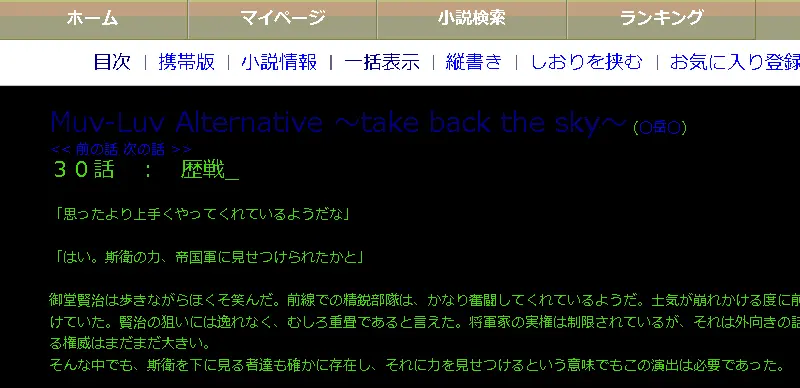 ホーム マイページ 小説検索 ランキング
目次 | 携帯版 | 小説情報 | 一括表示 | 縦書き | しおりを挟む | お気に入り登録
Muv-Luv Alternative ～take back the sky～ (〇岳〇)
<< 前の話 次の話 >>
３０話　：　歴戦_
「思ったより上手くやってくれているようだな」
「はい。斯衛の力、帝国軍に見せつけられたかと」
御堂賢治は歩きながらほくそ笑んだ。前線での精鋭部隊は、かなり奮闘してくれているようだ。士気が崩れかける度に前
けていた。賢治の狙いには逸れなく、むしろ重畳であると言えた。将軍家の実権は制限されているが、それは外向きの話
る権威はまだまだ大きい。
そんな中でも、斯衛を下に見る者達も確かに存在し、それに力を見せつけるという意味でもこの演出は必要であった。